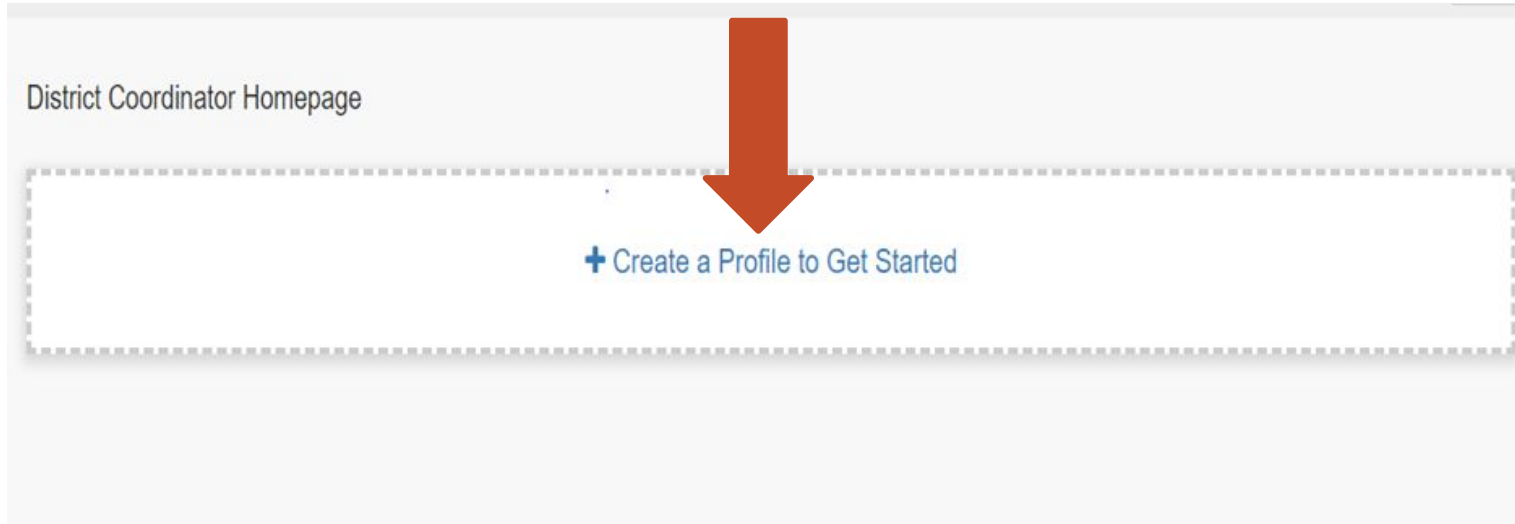 District Coordinator Homepage
+ Create a Profile to Get Started